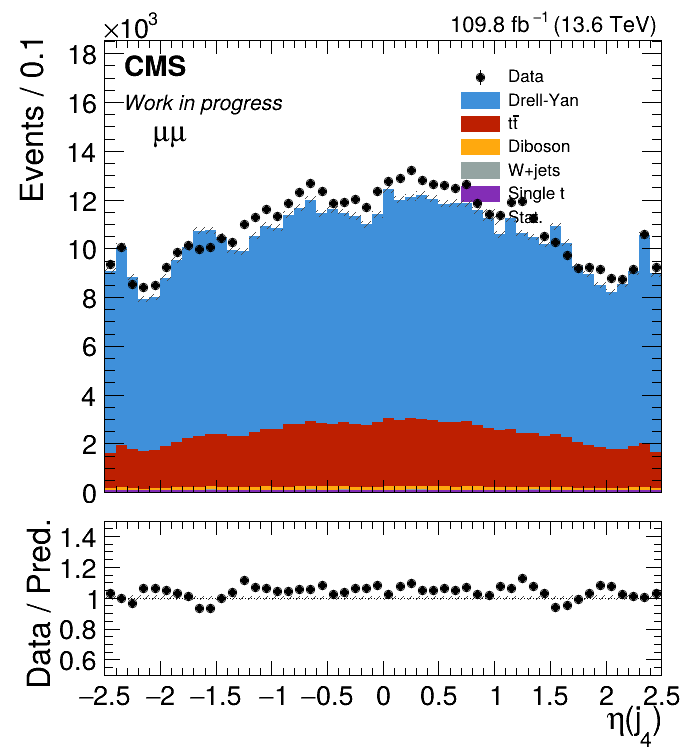 ×10³
109.8 fb⁻¹ (13.6 TeV)
Events / 0.1
18
16
14
12
10
8
6
4
2
0
CMS
Work in progress
μμ
Data
Drell-Yan
tt̄
Diboson
W+jets
Single t
Stat.
Data / Pred.
1.4
1.2
1
0.8
0.6
−2.5 −2 −1.5 −1 −0.5 0 0.5 1 1.5 2 2.5
η(j₄)